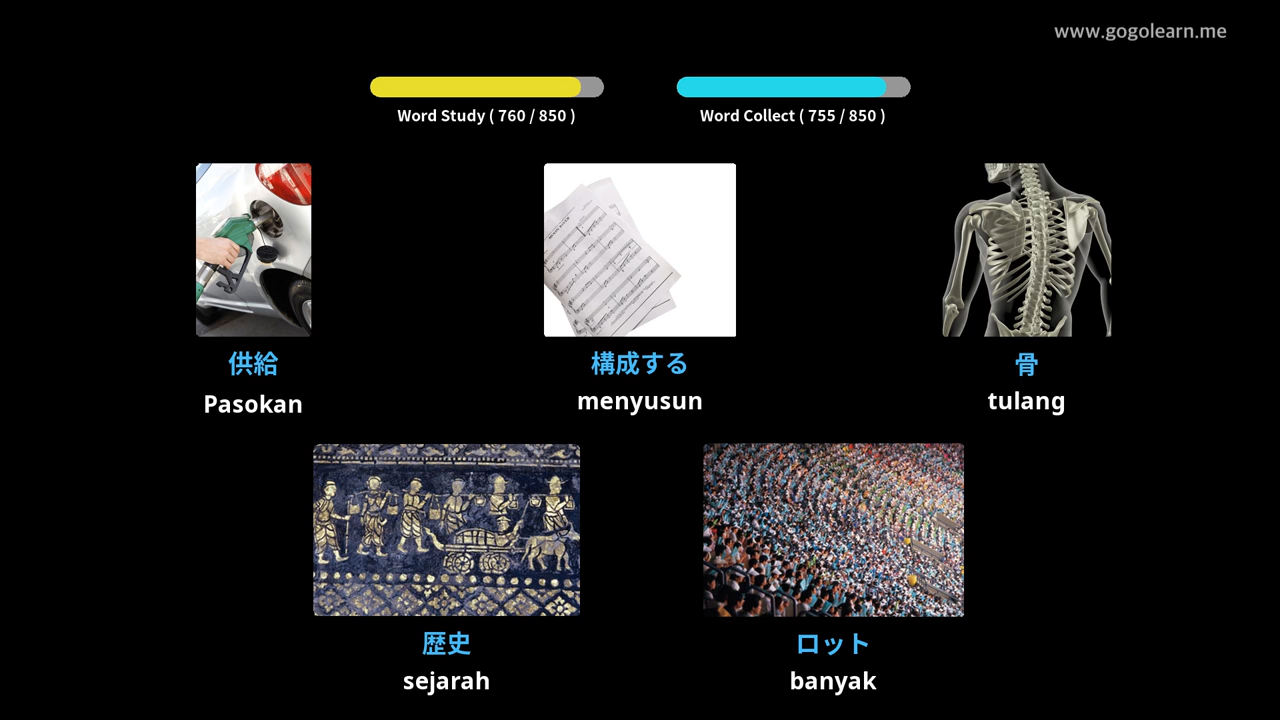 www.gogolearn.me
Word Study ( 760 / 850 )
Word Collect ( 755 / 850 )
供給
Pasokan
構成する
menyusun
骨
tulang
歴史
sejarah
ロット
banyak